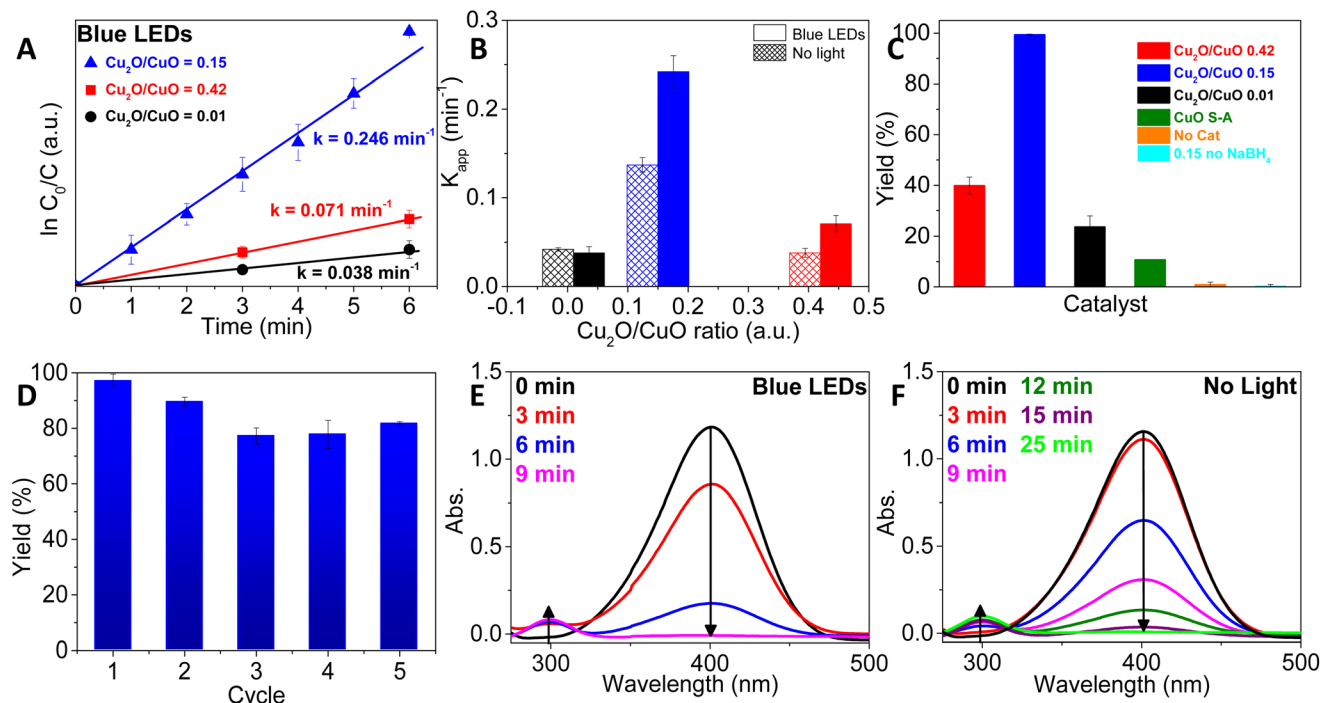 A
Blue LEDs
Cu₂O/CuO = 0.15
Cu₂O/CuO = 0.42
Cu₂O/CuO = 0.01
k = 0.246 min⁻¹
k = 0.071 min⁻¹
k = 0.038 min⁻¹
ln C₀/C (a.u.)
0 1 2 3 4 5 6
Time (min)
B
Blue LEDs
No light
K_app (min⁻¹)
0.3
0.2
0.1
0.0
-0.1 0.0 0.1 0.2 0.3 0.4 0.5
Cu₂O/CuO ratio (a.u.)
C
Cu₂O/CuO 0.42
Cu₂O/CuO 0.15
Cu₂O/CuO 0.01
CuO S-A
No Cat
0.15 no NaBH₄
Yield (%)
100
80
60
40
20
0
Catalyst
D
Yield (%)
100
80
60
40
20
0
1 2 3 4 5
Cycle
E
0 min
3 min
6 min
9 min
Blue LEDs
Abs.
1.5
1.0
0.5
0.0
300 400 500
Wavelength (nm)
F
0 min 12 min
3 min 15 min
6 min 25 min
9 min
No Light
Abs.
1.5
1.0
0.5
0.0
300 400 500
Wavelength (nm)